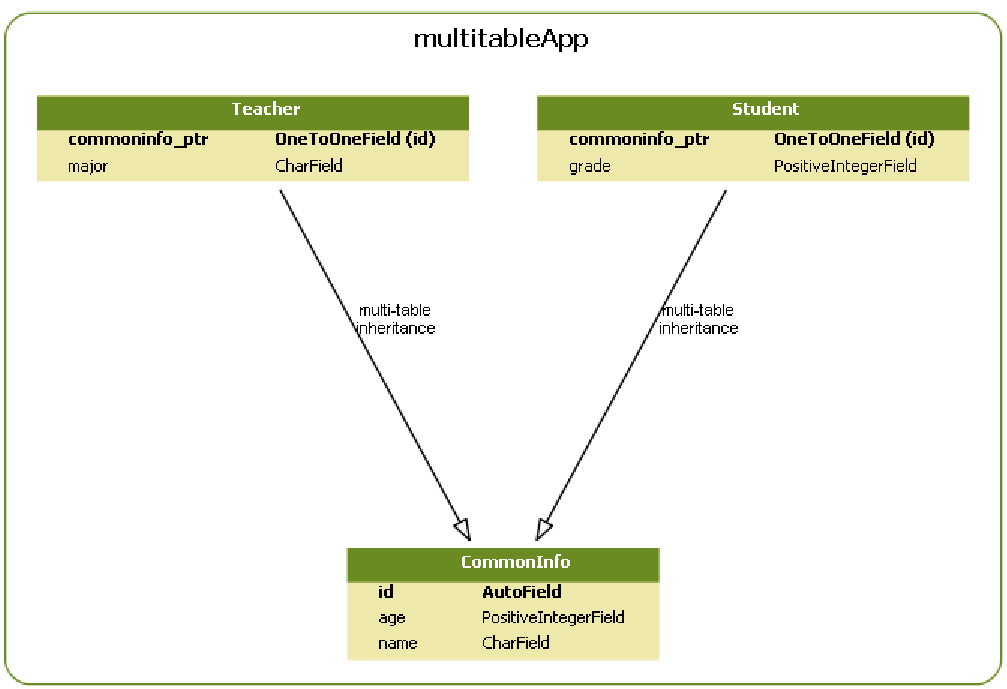 multitableApp
Teacher
commoninfo_ptr OneToOneField (id)
major CharField
Student
commoninfo_ptr OneToOneField (id)
grade PositiveIntegerField
multi-table
inheritance
multi-table
inheritance
CommonInfo
id AutoField
age PositiveIntegerField
name CharField